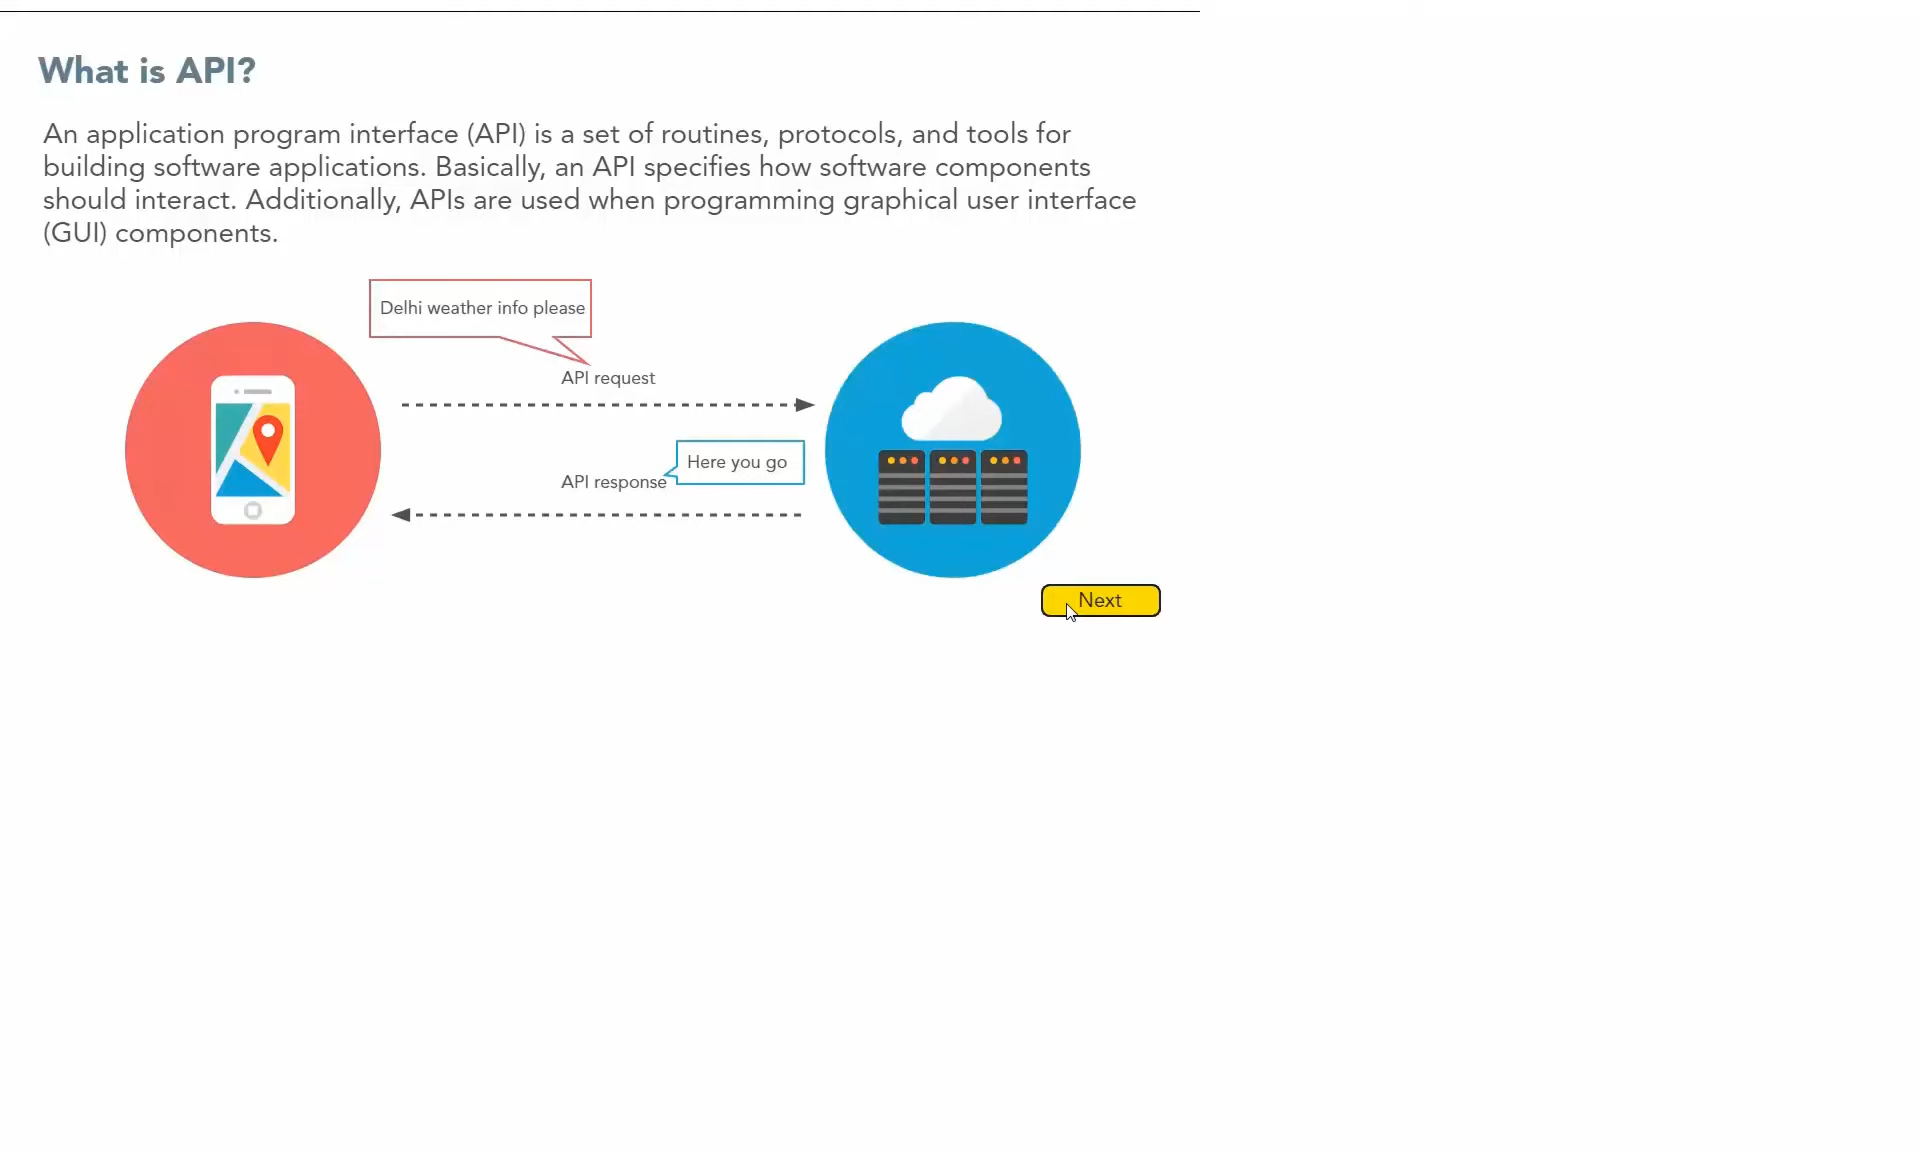 What is API?
An application program interface (API) is a set of routines, protocols, and tools for
building software applications. Basically, an API specifies how software components
should interact. Additionally, APIs are used when programming graphical user interface
(GUI) components.
Delhi weather info please
API request
Here you go
API response
Next